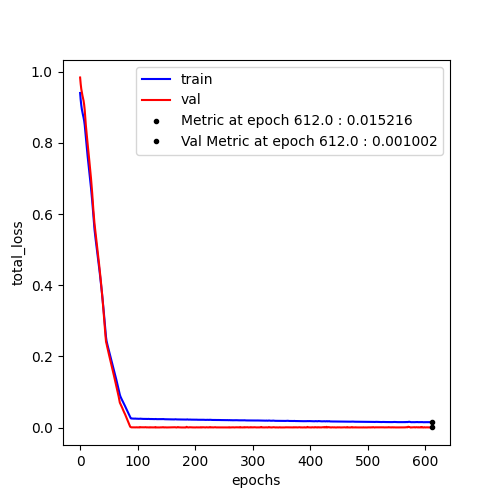 train
val
Metric at epoch 612.0 : 0.015216
Val Metric at epoch 612.0 : 0.001002
1.0
0.8
0.6
0.4
0.2
0.0
total_loss
0 100 200 300 400 500 600
epochs